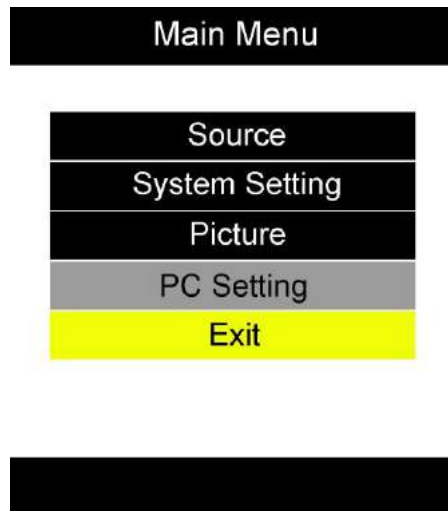 Main Menu
Source
System Setting
Picture
PC Setting
Exit